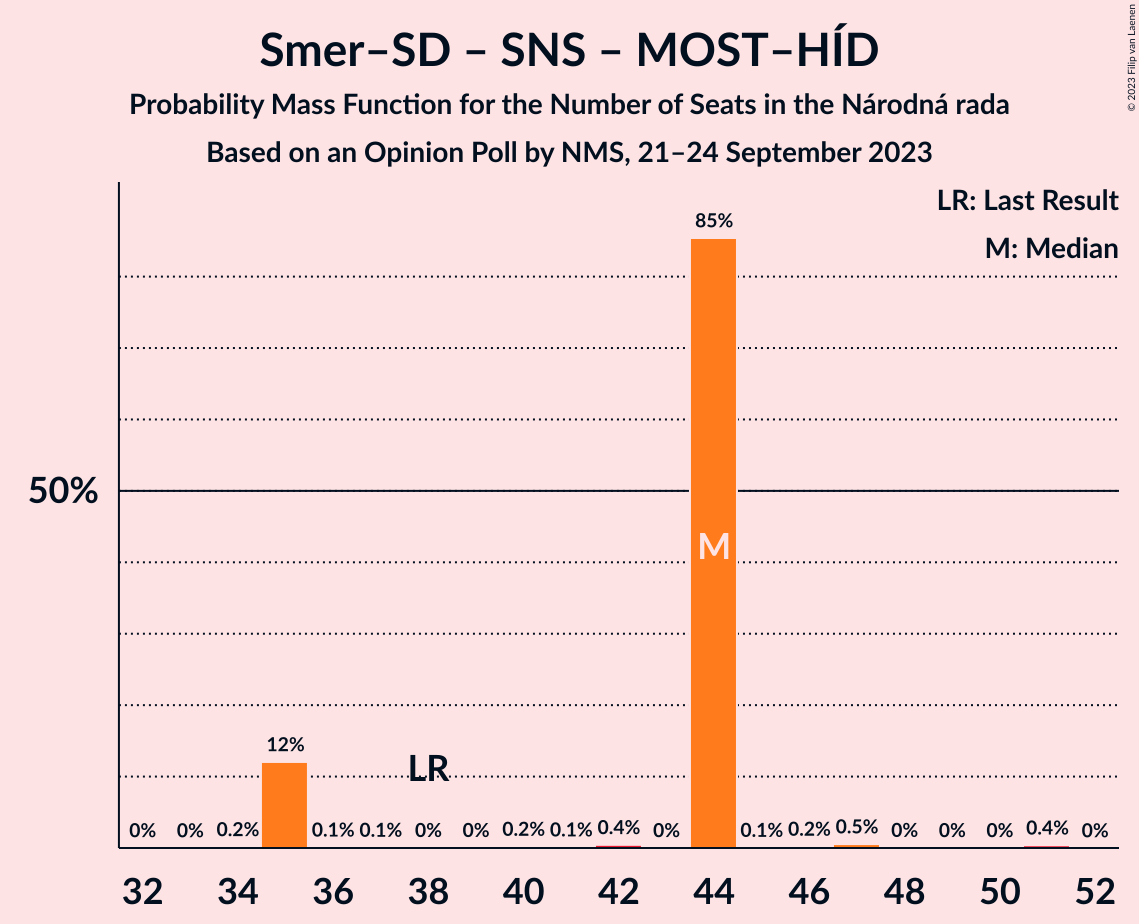 Smer–SD – SNS – MOST–HÍD
Probability Mass Function for the Number of Seats in the Národná rada
Based on an Opinion Poll by NMS, 21–24 September 2023
© 2023 Filip van Laenen
LR: Last Result
M: Median
85%
50%
M
12%
LR
0% 0% 0.2% 0.1% 0.1% 0% 0% 0.2% 0.1% 0.4% 0% 0.1% 0.2% 0.5% 0% 0% 0% 0.4% 0%
32 34 36 38 40 42 44 46 48 50 52